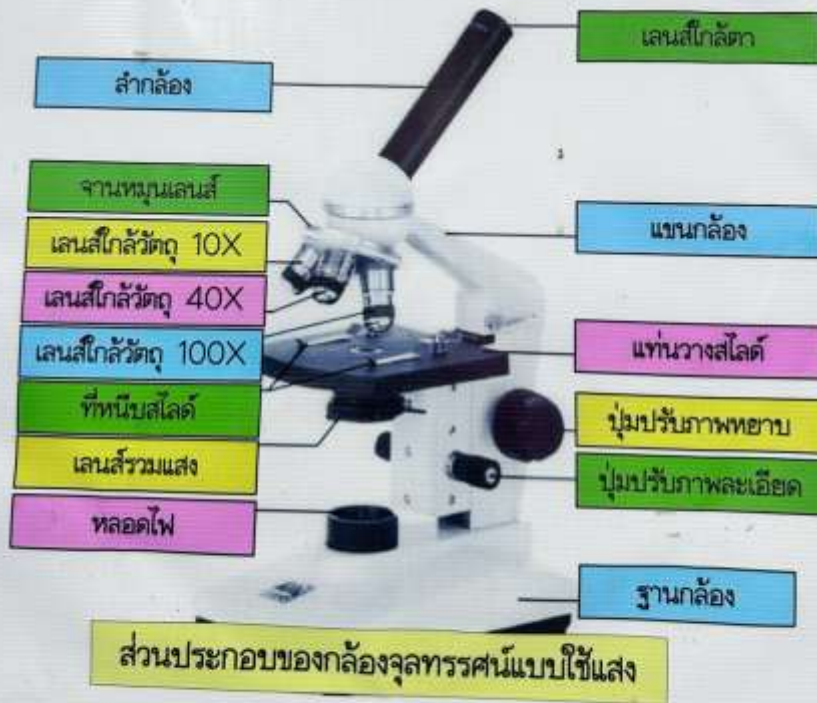 เลนส์ใกล้ตา
ลำกล้อง
จานหมุนเลนส์
แขนกล้อง
เลนส์ใกล้วัตถุ 10X
เลนส์ใกล้วัตถุ 40X
เลนส์ใกล้วัตถุ 100X
แท่นวางสไลด์
ที่หนีบสไลด์
ปุ่มปรับภาพหยาบ
เลนส์รวมแสง
ปุ่มปรับภาพละเอียด
หลอดไฟ
ฐานกล้อง
ส่วนประกอบของกล้องจุลทรรศน์แบบใช้แสง